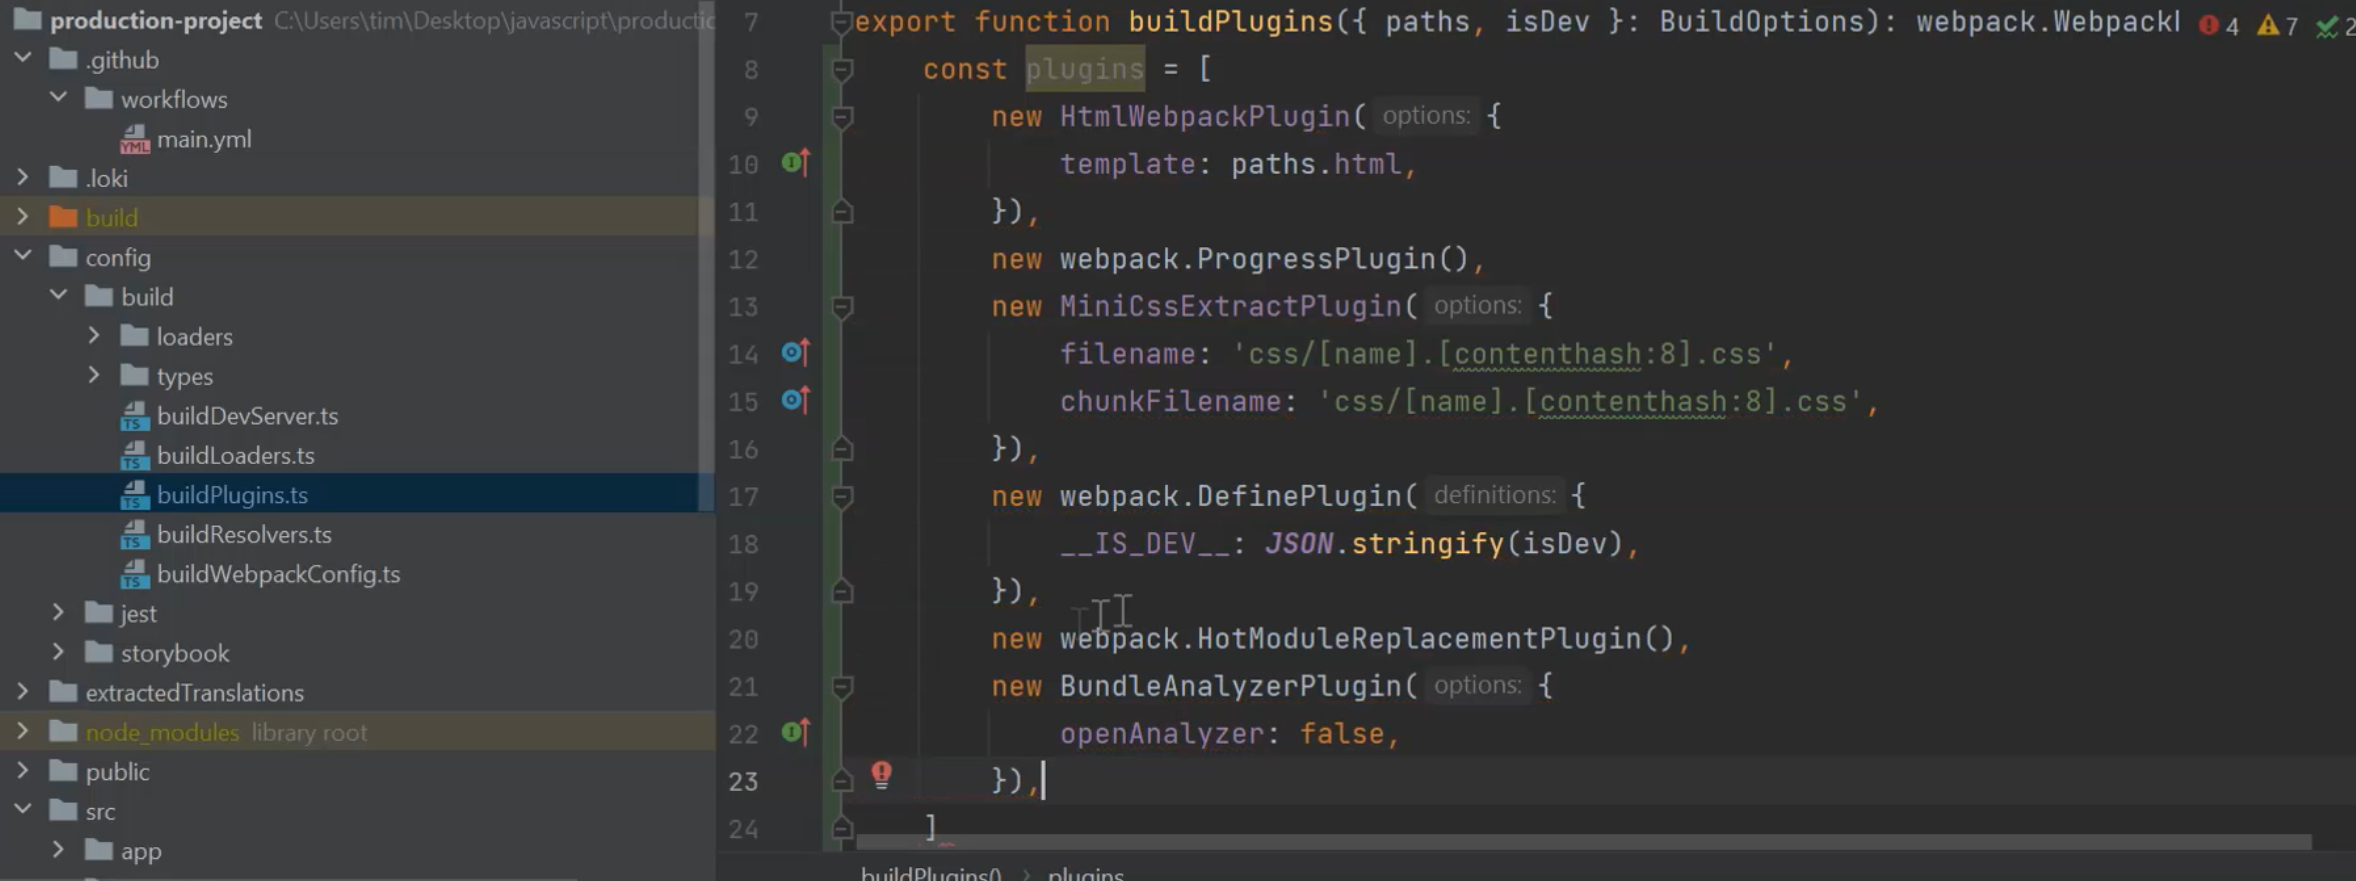 production-project C:\Users\tim\Desktop\javascript\productio
.github
workflows
main.yml
.loki
build
config
build
loaders
types
buildDevServer.ts
buildLoaders.ts
buildPlugins.ts
buildResolvers.ts
buildWebpackConfig.ts
jest
storybook
extractedTranslations
node_modules library root
public
src
app
7 export function buildPlugins({ paths, isDev }: BuildOptions): webpack.Webpack 4 7 2
8 const plugins = [
9 new HtmlWebpackPlugin( options: {
10 template: paths.html,
11 }),
12 new webpack.ProgressPlugin(),
13 new MiniCssExtractPlugin( options: {
14 filename: 'css/[name].[contenthash:8].css',
15 chunkFilename: 'css/[name].[contenthash:8].css',
16 }),
17 new webpack.DefinePlugin( definitions: {
18 __IS_DEV__: JSON.stringify(isDev),
19 }),
20 new webpack.HotModuleReplacementPlugin(),
21 new BundleAnalyzerPlugin( options: {
22 openAnalyzer: false,
23 }),
24 ]
buildPlugins() › plugins